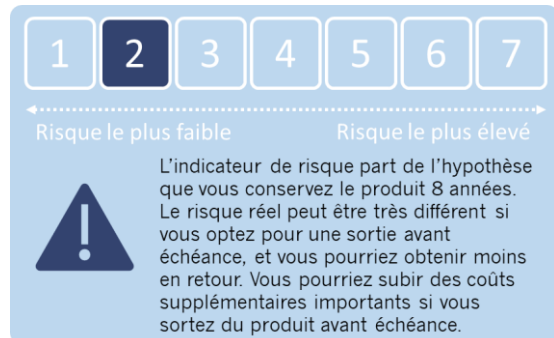 1 2 3 4 5 6 7
Risque le plus faible Risque le plus élevé
L'indicateur de risque part de l'hypothèse
que vous conservez le produit 8 années.
Le risque réel peut être très différent si
vous optez pour une sortie avant
échéance, et vous pourriez obtenir moins
en retour. Vous pourriez subir des coûts
supplémentaires importants si vous
sortez du produit avant échéance.
!